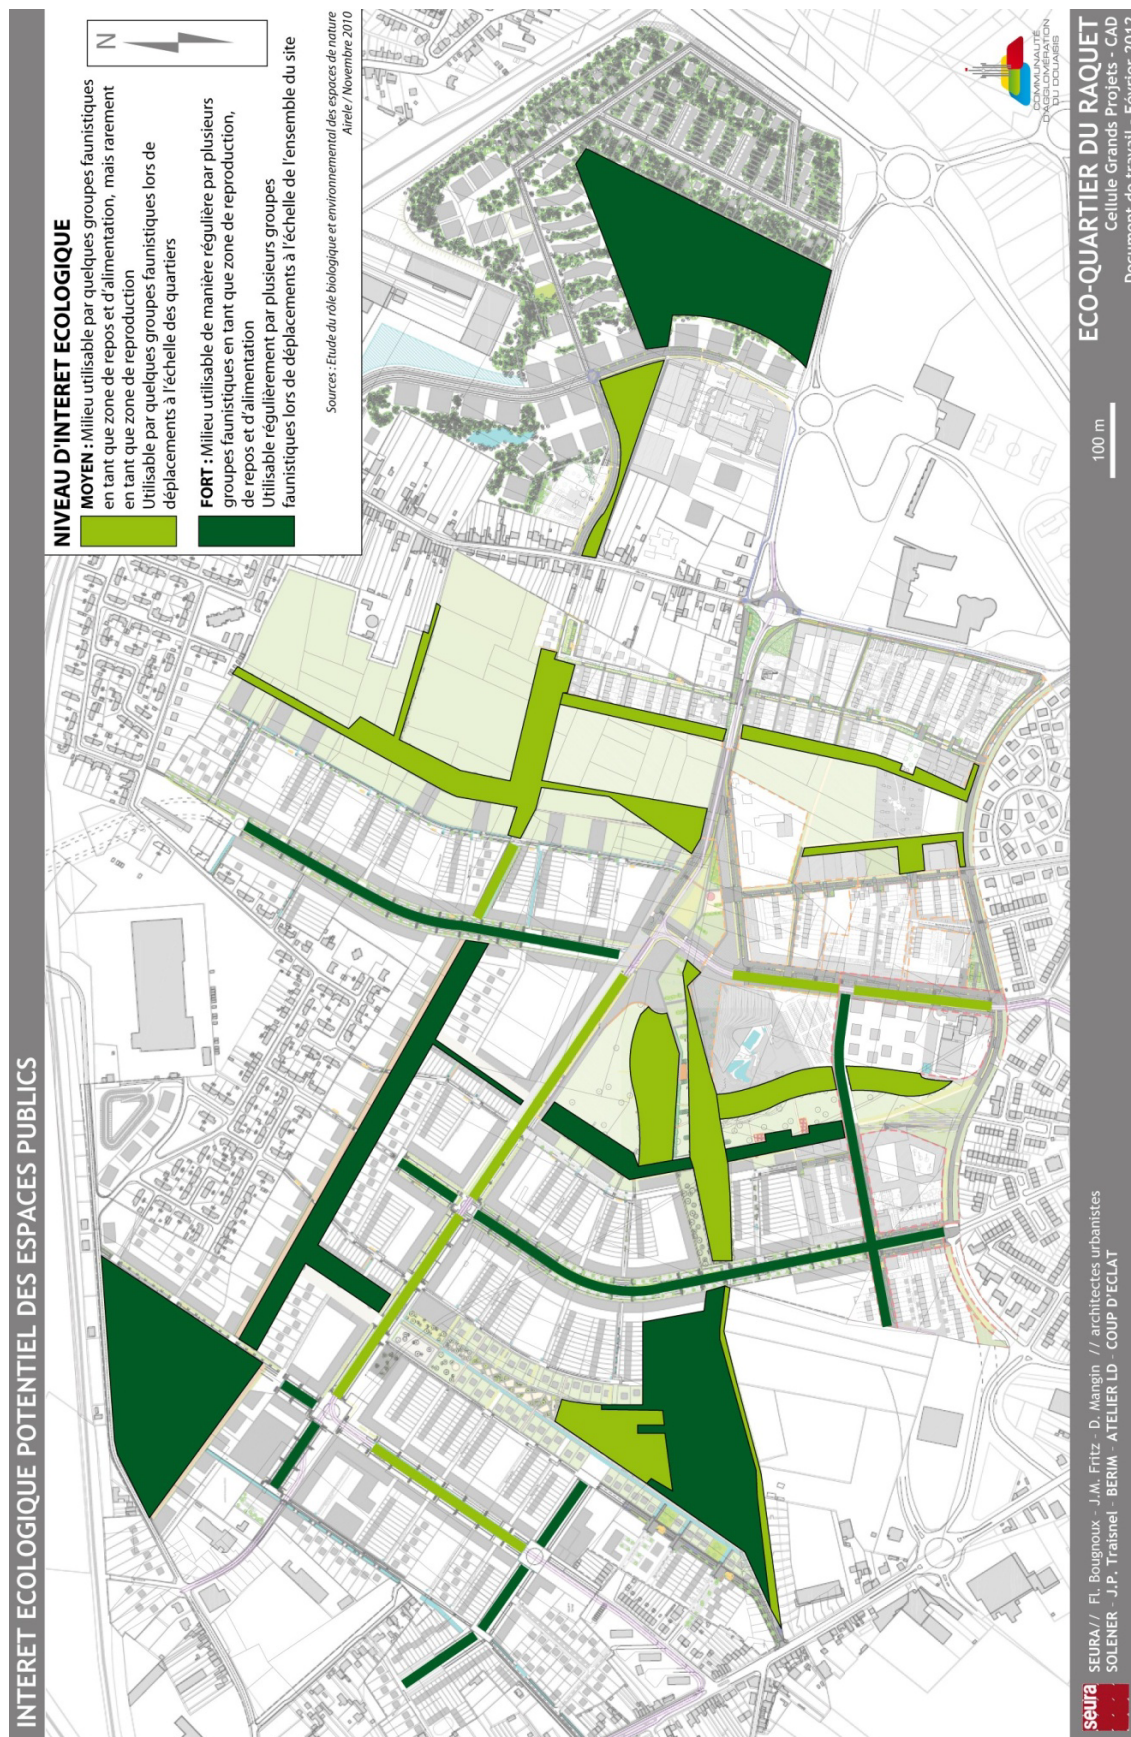 INTERET ECOLOGIQUE POTENTIEL DES ESPACES PUBLICS
NIVEAU D'INTERET ECOLOGIQUE
MOYEN : Milieu utilisable par quelques groupes faunistiques
en tant que zone de repos et d'alimentation, mais rarement
en tant que zone de reproduction
Utilisable par quelques groupes faunistiques lors de
déplacements à l'échelle des quartiers
FORT : Milieu utilisable de manière régulière par plusieurs
groupes faunistiques en tant que zone de reproduction,
de repos et d'alimentation
Utilisable régulièrement par plusieurs groupes
faunistiques lors de déplacements à l'échelle de l'ensemble du site
N
Sources : Etude du rôle biologique et environnemental des espaces de nature
Airele / Novembre 2010
COMMUNAUTÉ
D'AGGLOMÉRATION
DU DOUAISIS
100 m
seura
SEURA// Fl. Bougnoux - J.M. Fritz - D. Mangin // architectes urbanistes
SOLENER - J.P. Traisnel - BERIM - ATELIER LD - COUP D'ECLAT
ECO-QUARTIER DU RAQUET
Cellule Grands Projets - CAD
Document de travail - Février 2012